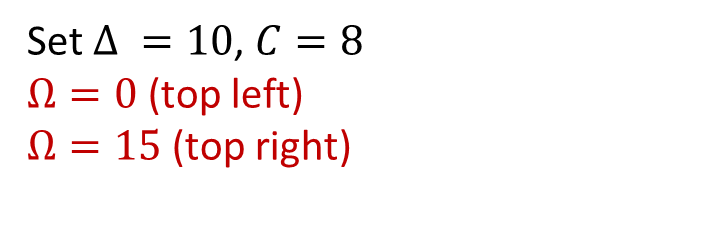 Set Δ = 10, C = 8
Ω = 0 (top left)
Ω = 15 (top right)